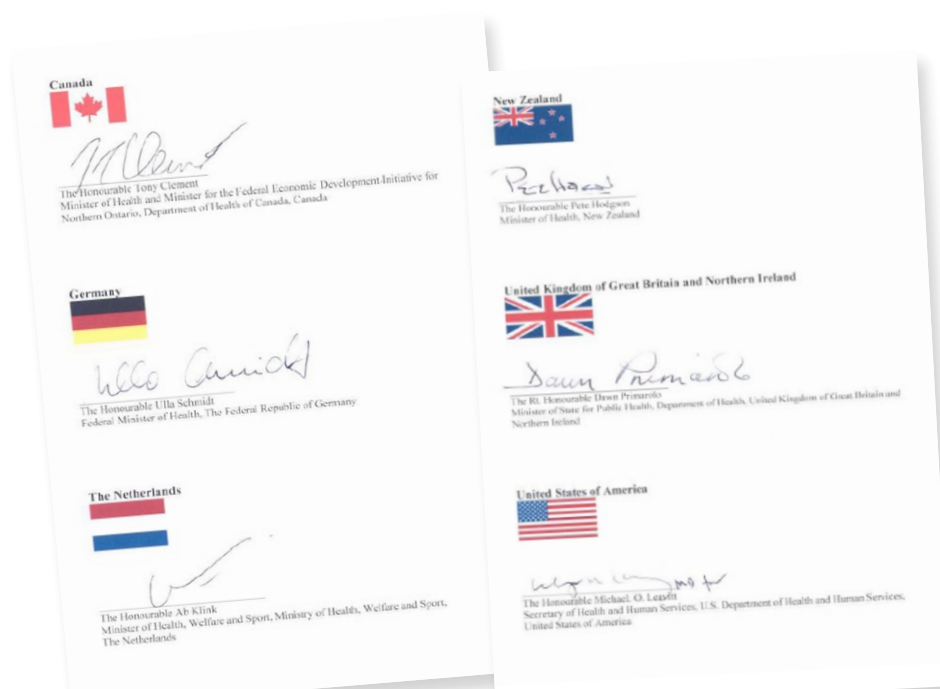 Canada
The Honourable Tony Clement
Minister of Health and Minister for the Federal Economic Development-Initiative for
Northern Ontario, Department of Health of Canada, Canada
Germany
Ulla Schmidt
The Honourable Ulla Schmidt
Federal Minister of Health, The Federal Republic of Germany
The Netherlands
The Honourable Ab Klink
Minister of Health, Welfare and Sport, Ministry of Health, Welfare and Sport,
The Netherlands
New Zealand
Pete Hodgson
The Honourable Pete Hodgson
Minister of Health, New Zealand
United Kingdom of Great Britain and Northern Ireland
Dawn Primarolo
The Rt. Honourable Dawn Primarolo
Minister of State for Public Health, Department of Health, United Kingdom of Great Britain and
Northern Ireland
United States of America
The Honourable Michael. O. Leavitt
Secretary of Health and Human Services, U.S. Department of Health and Human Services,
United States of America